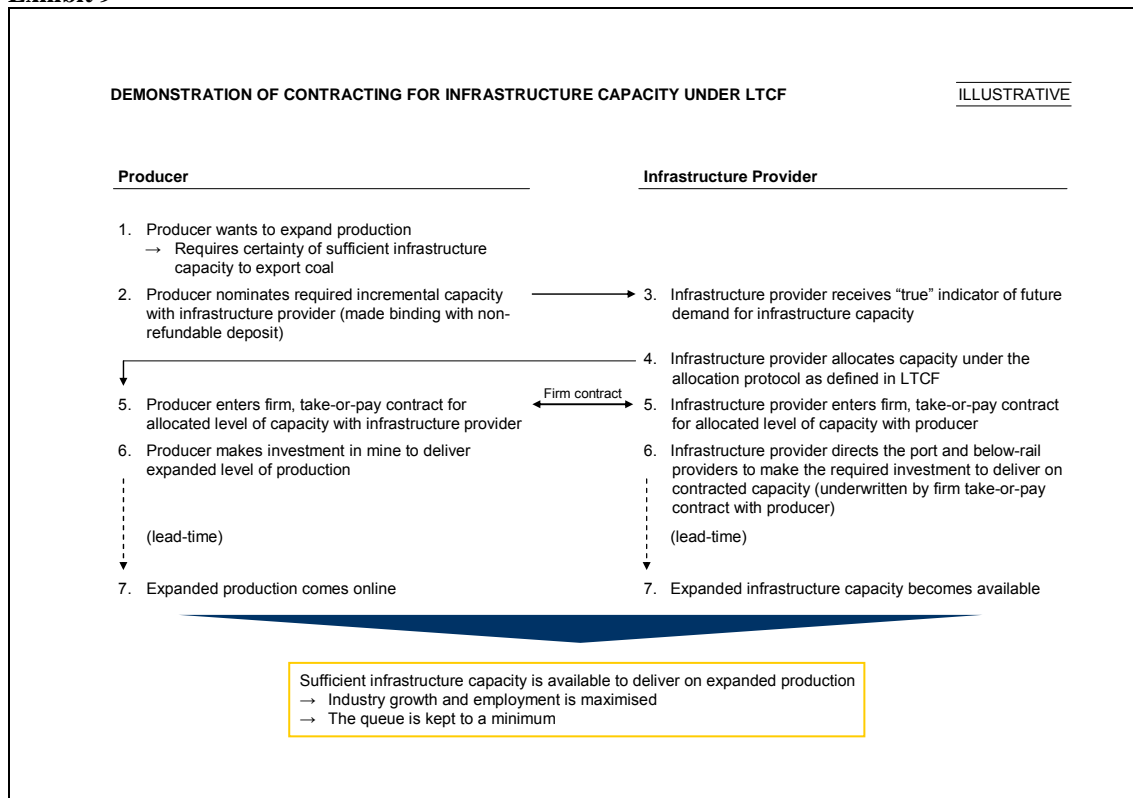 Exhibit 9
DEMONSTRATION OF CONTRACTING FOR INFRASTRUCTURE CAPACITY UNDER LTCF
ILLUSTRATIVE
Producer
Infrastructure Provider
1. Producer wants to expand production
→ Requires certainty of sufficient infrastructure
capacity to export coal
2. Producer nominates required incremental capacity
with infrastructure provider (made binding with non-
refundable deposit)
3. Infrastructure provider receives “true” indicator of future
demand for infrastructure capacity
4. Infrastructure provider allocates capacity under the
allocation protocol as defined in LTCF
5. Producer enters firm, take-or-pay contract for
allocated level of capacity with infrastructure provider
Firm contract
5. Infrastructure provider enters firm, take-or-pay contract
for allocated level of capacity with producer
6. Producer makes investment in mine to deliver
expanded level of production
6. Infrastructure provider directs the port and below-rail
providers to make the required investment to deliver on
contracted capacity (underwritten by firm take-or-pay
contract with producer)
(lead-time)
(lead-time)
7. Expanded production comes online
7. Expanded infrastructure capacity becomes available
Sufficient infrastructure capacity is available to deliver on expanded production
→ Industry growth and employment is maximised
→ The queue is kept to a minimum